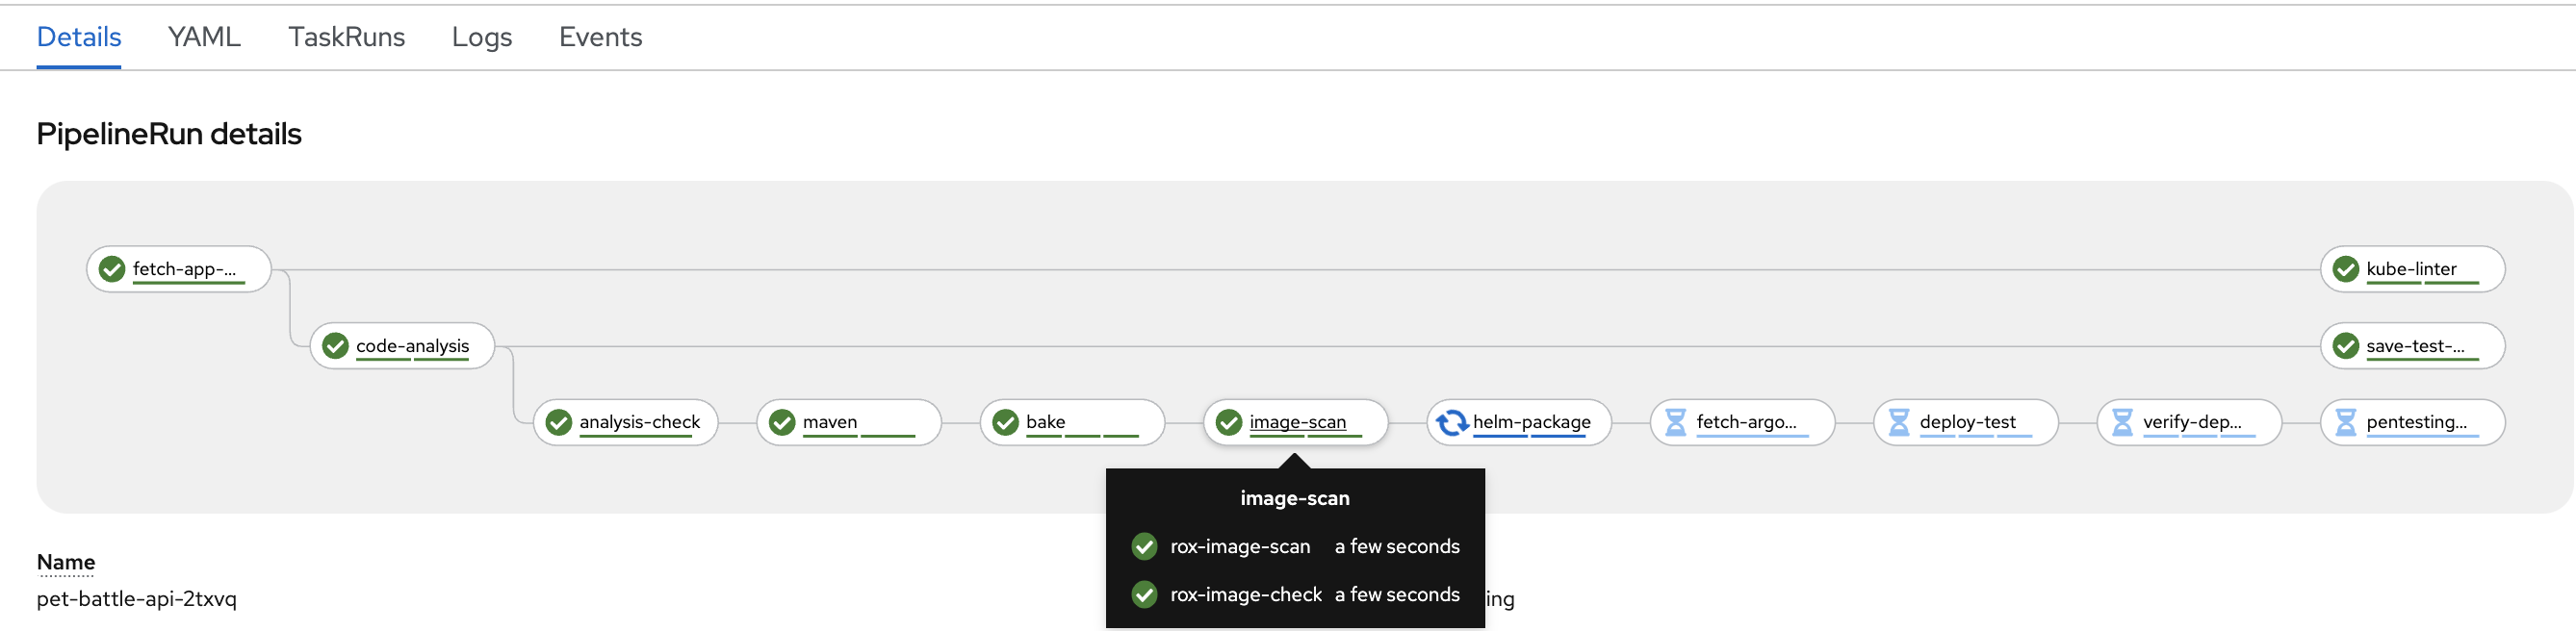 Details YAML TaskRuns Logs Events
PipelineRun details
fetch-app-... kube-linter
code-analysis save-test-...
analysis-check maven bake image-scan helm-package fetch-argo... deploy-test verify-dep... pentesting...
image-scan
rox-image-scan a few seconds
rox-image-check a few seconds
Name
pet-battle-api-2txvq ing